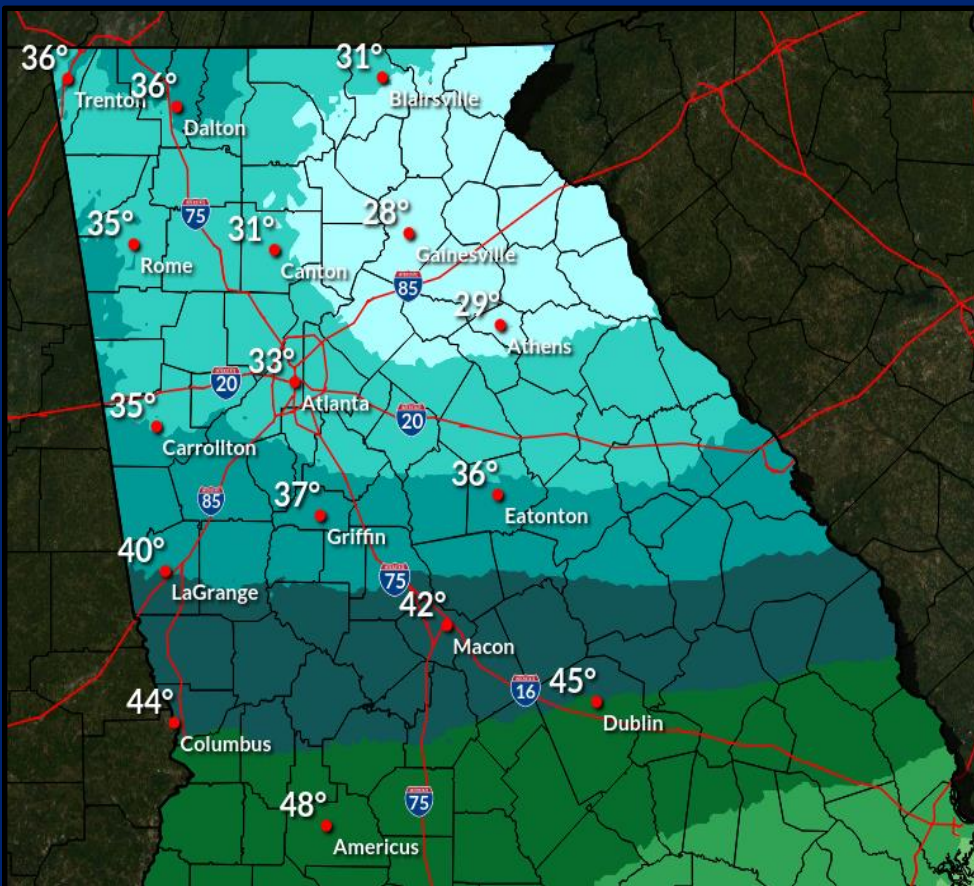 36°
Trenton
36°
Dalton
31°
Blairsville
75
35°
Rome
31°
Canton
28°
Gainesville
85
29°
Athens
33°
Atlanta
20
20
35°
Carrollton
85
37°
Griffin
36°
Eatonton
40°
LaGrange
75
42°
Macon
16
45°
Dublin
44°
Columbus
48°
Americus
75